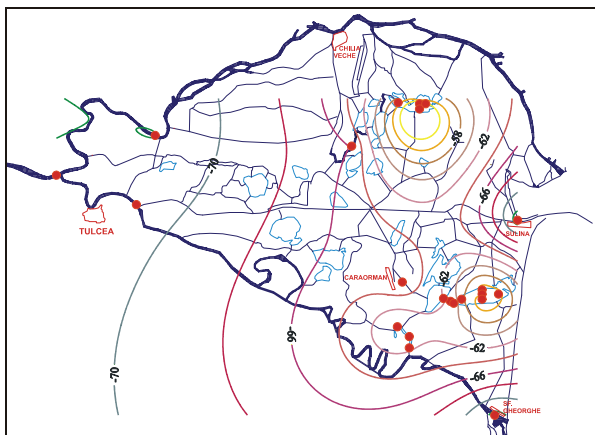 CHILIA
VECHE
-58
-62
-70
-66
SULINA
TULCEA
CARAORMAN
-62
-66
-62
-70
-66
SF.
GHEORGHE